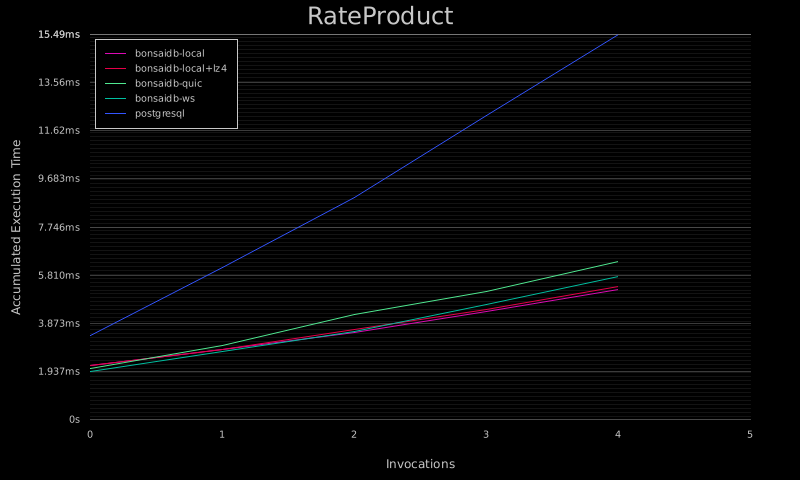 RateProduct
15.49ms
13.56ms
11.62ms
9.683ms
7.746ms
5.810ms
3.873ms
1.937ms
0s
bonsaidb-local
bonsaidb-local+lz4
bonsaidb-quic
bonsaidb-ws
postgresql
Accumulated Execution Time
0 1 2 3 4 5
Invocations